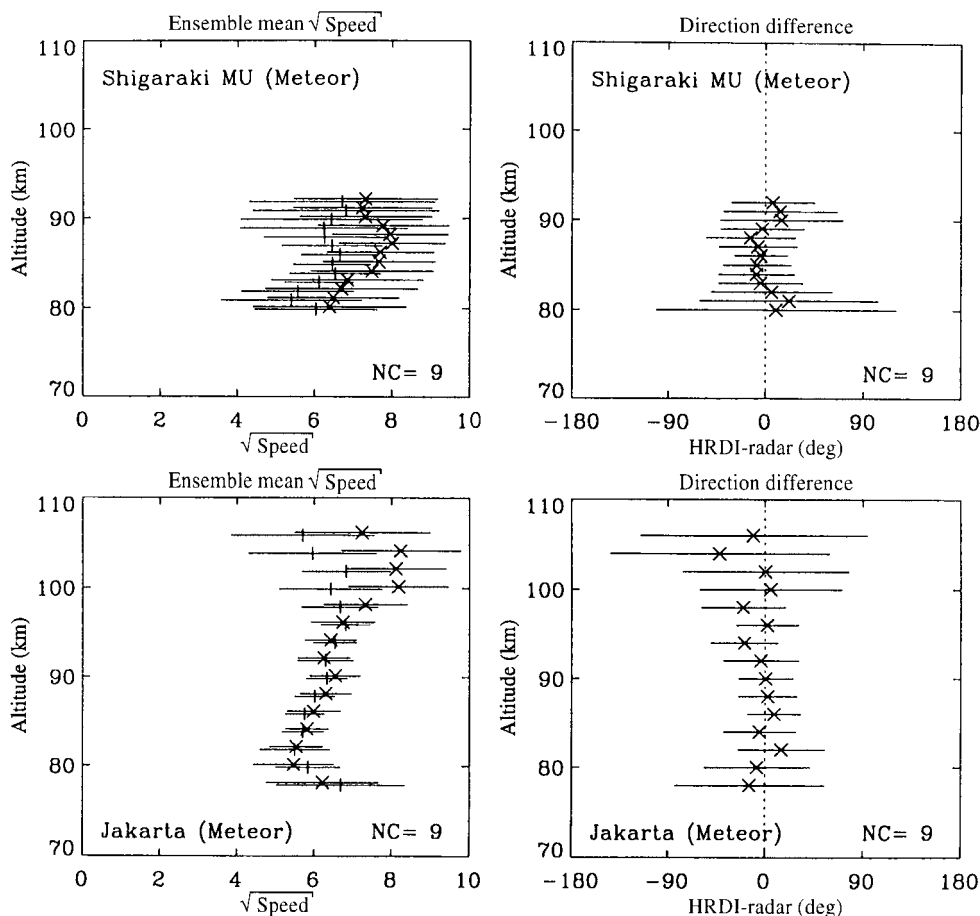 Ensemble mean √Speed
110
100
90
80
70
Altitude (km)
Shigaraki MU (Meteor)
NC= 9
0 2 4 6 8 10
√Speed
Direction difference
110
100
90
80
70
Altitude (km)
Shigaraki MU (Meteor)
NC= 9
−180 −90 0 90 180
HRDI-radar (deg)
Ensemble mean √Speed
110
100
90
80
70
Altitude (km)
Jakarta (Meteor) NC= 9
0 2 4 6 8 10
√Speed
Direction difference
110
100
90
80
70
Altitude (km)
Jakarta (Meteor) NC= 9
−180 −90 0 90 180
HRDI-radar (deg)